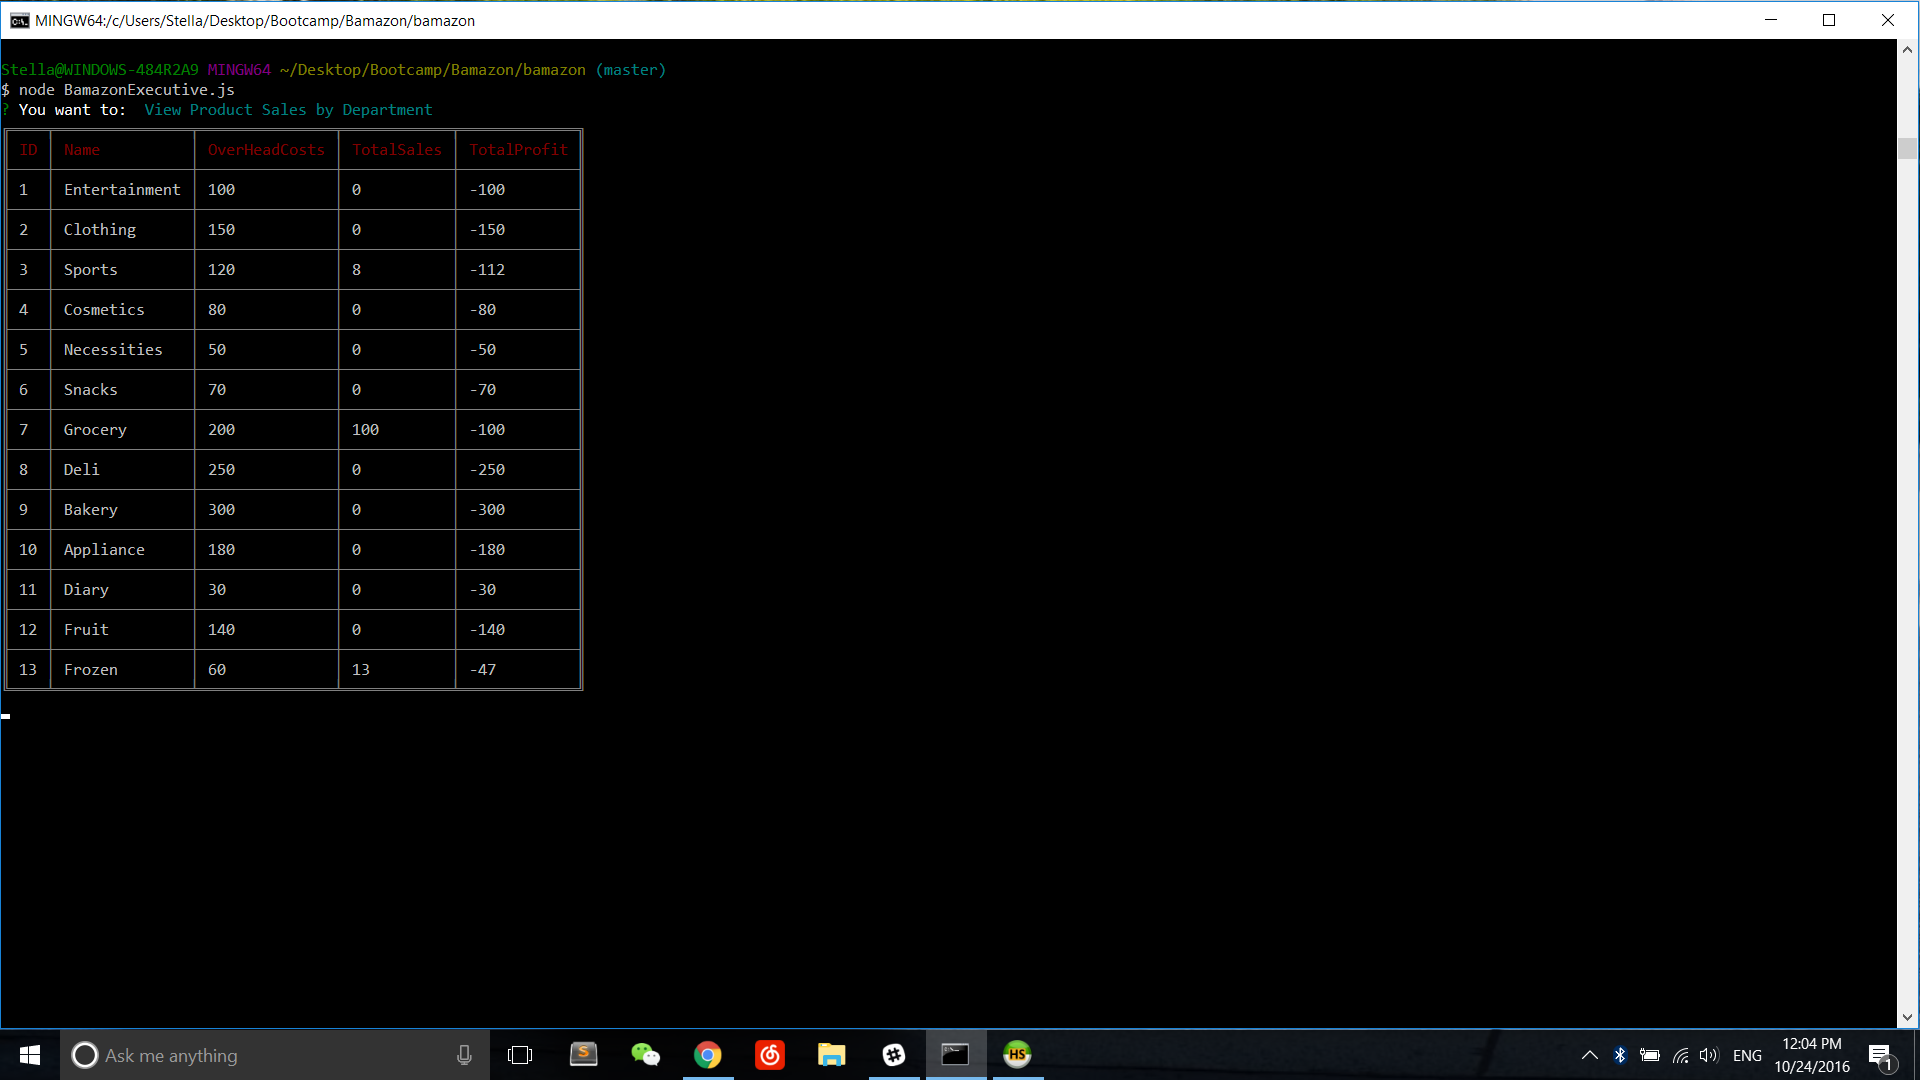 MINGW64:/c/Users/Stella/Desktop/Bootcamp/Bamazon/bamazon
Stella@WINDOWS-484R2A9 MINGW64 ~/Desktop/Bootcamp/Bamazon/bamazon (master)
$ node BamazonExecutive.js
? You want to: View Product Sales by Department
ID Name OverHeadCosts TotalSales TotalProfit
1 Entertainment 100 0 -100
2 Clothing 150 0 -150
3 Sports 120 8 -112
4 Cosmetics 80 0 -80
5 Necessities 50 0 -50
6 Snacks 70 0 -70
7 Grocery 200 100 -100
8 Deli 250 0 -250
9 Bakery 300 0 -300
10 Appliance 180 0 -180
11 Diary 30 0 -30
12 Fruit 140 0 -140
13 Frozen 60 13 -47
Ask me anything
S
HS
ENG
12:04 PM
10/24/2016
1